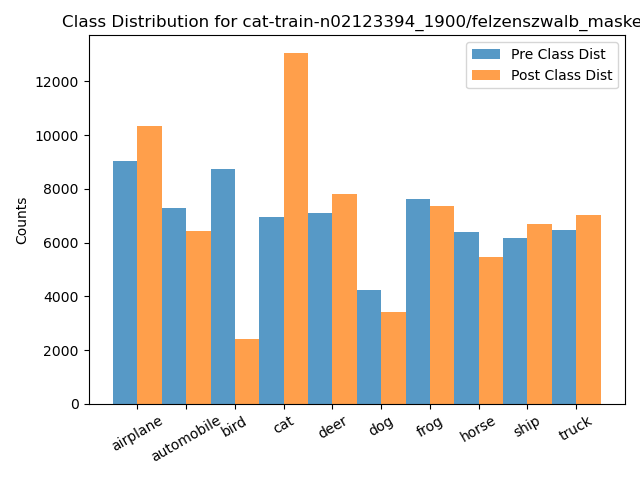 Class Distribution for cat-train-n02123394_1900/felzenszwalb_maske
Pre Class Dist
Post Class Dist
Counts
12000
10000
8000
6000
4000
2000
0
airplane
automobile
bird
cat
deer
dog
frog
horse
ship
truck